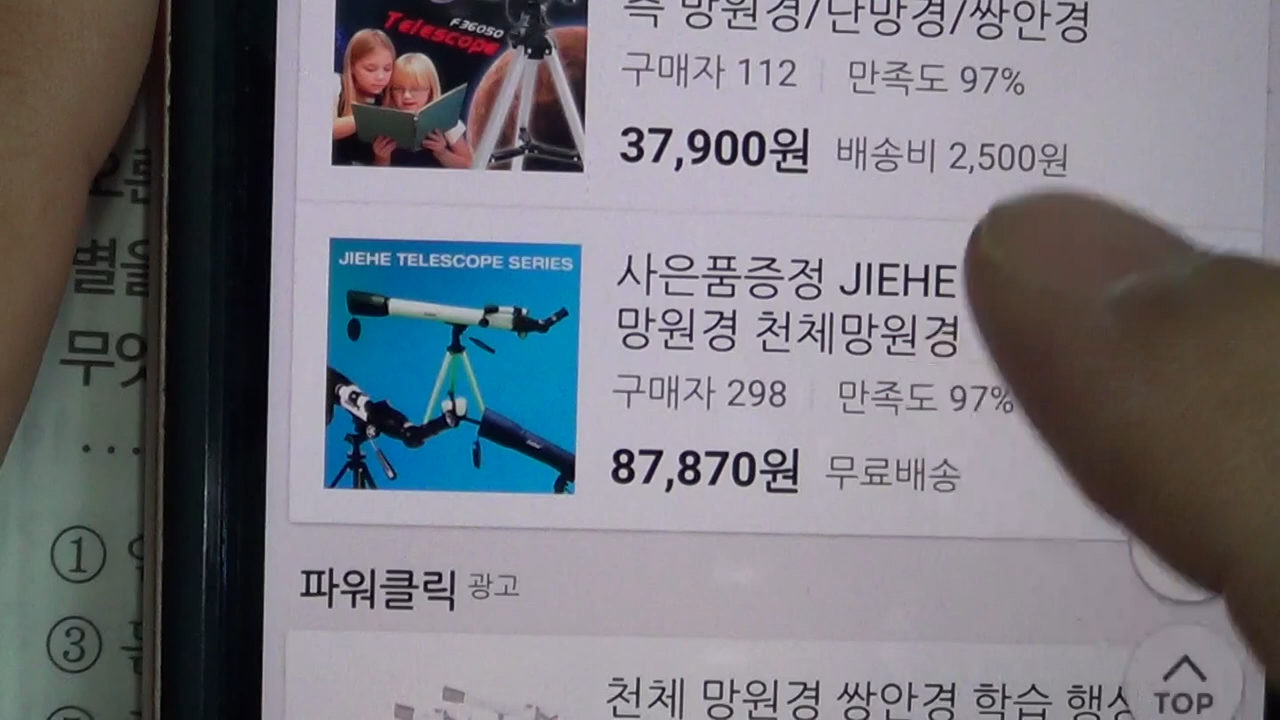 F36050
Telescope
망원경/난망경/쌍안경
구매자 112 만족도 97%
37,900원 배송비 2,500원
JIEHE TELESCOPE SERIES
사은품증정 JIEHE
망원경 천체망원경
구매자 298 만족도 97%
87,870원 무료배송
파워클릭 광고
천체 망원경 쌍안경 학습
TOP
별을
무엇
...
①
③